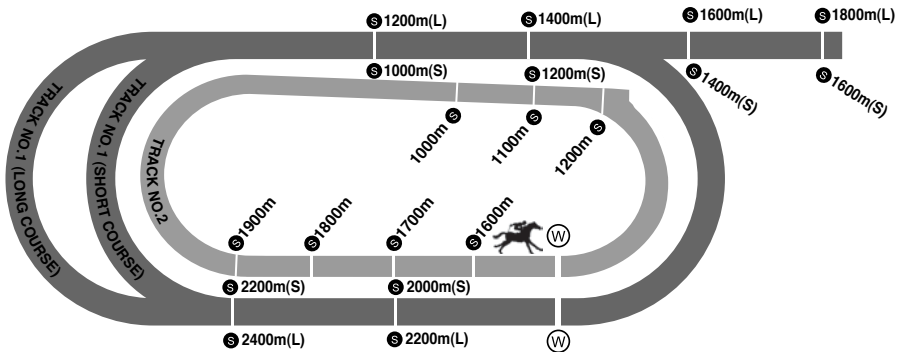 S 1200m(L)
S 1400m(L)
S 1600m(L)
S 1800m(L)
S 1000m(S)
S 1200m(S)
S 1400m(S)
S 1600m(S)
TRACK NO.1 (LONG COURSE)
TRACK NO.1 (SHORT COURSE)
TRACK NO.2
1000m S
1100m S
1200m S
S 1900m
S 1800m
S 1700m
S 1600m
W
S 2200m(S)
S 2000m(S)
S 2400m(L)
S 2200m(L)
W